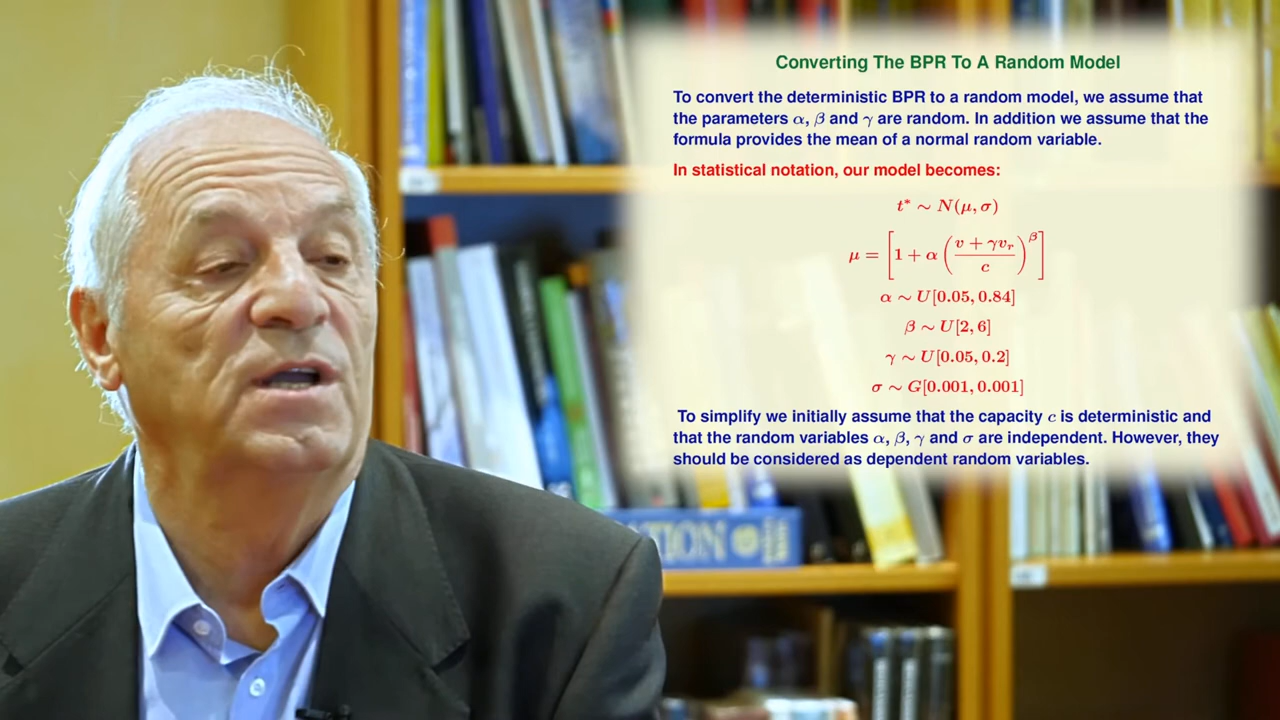 Converting The BPR To A Random Model
To convert the deterministic BPR to a random model, we assume that
the parameters α, β and γ are random. In addition we assume that the
formula provides the mean of a normal random variable.
In statistical notation, our model becomes:
t* ∼ N(μ, σ)
μ = [1 + α ((v + γv_r)/c)^β]
α ∼ U[0.05, 0.84]
β ∼ U[2, 6]
γ ∼ U[0.05, 0.2]
σ ∼ G[0.001, 0.001]
To simplify we initially assume that the capacity c is deterministic and
that the random variables α, β, γ and σ are independent. However, they
should be considered as dependent random variables.